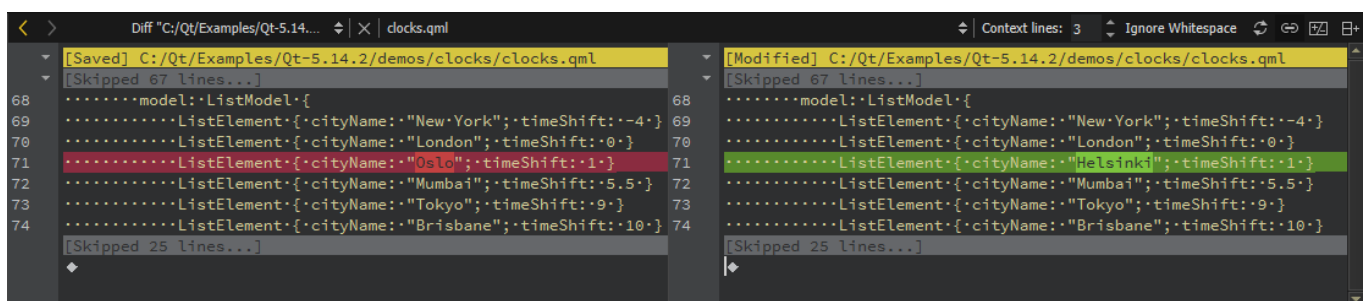 Diff "C:/Qt/Examples/Qt-5.14.... clocks.qml Context lines: 3 Ignore Whitespace
[Saved] C:/Qt/Examples/Qt-5.14.2/demos/clocks/clocks.qml
[Skipped 67 lines...]
68 ········model:·ListModel·{
69 ············ListElement·{·cityName:·"New·York";·timeShift:·-4·}
70 ············ListElement·{·cityName:·"London";·timeShift:·0·}
71 ············ListElement·{·cityName:·"Oslo";·timeShift:·1·}
72 ············ListElement·{·cityName:·"Mumbai";·timeShift:·5.5·}
73 ············ListElement·{·cityName:·"Tokyo";·timeShift:·9·}
74 ············ListElement·{·cityName:·"Brisbane";·timeShift:·10·}
[Skipped 25 lines...]
[Modified] C:/Qt/Examples/Qt-5.14.2/demos/clocks/clocks.qml
[Skipped 67 lines...]
68 ········model:·ListModel·{
69 ············ListElement·{·cityName:·"New·York";·timeShift:·-4·}
70 ············ListElement·{·cityName:·"London";·timeShift:·0·}
71 ············ListElement·{·cityName:·"Helsinki";·timeShift:·1·}
72 ············ListElement·{·cityName:·"Mumbai";·timeShift:·5.5·}
73 ············ListElement·{·cityName:·"Tokyo";·timeShift:·9·}
74 ············ListElement·{·cityName:·"Brisbane";·timeShift:·10·}
[Skipped 25 lines...]